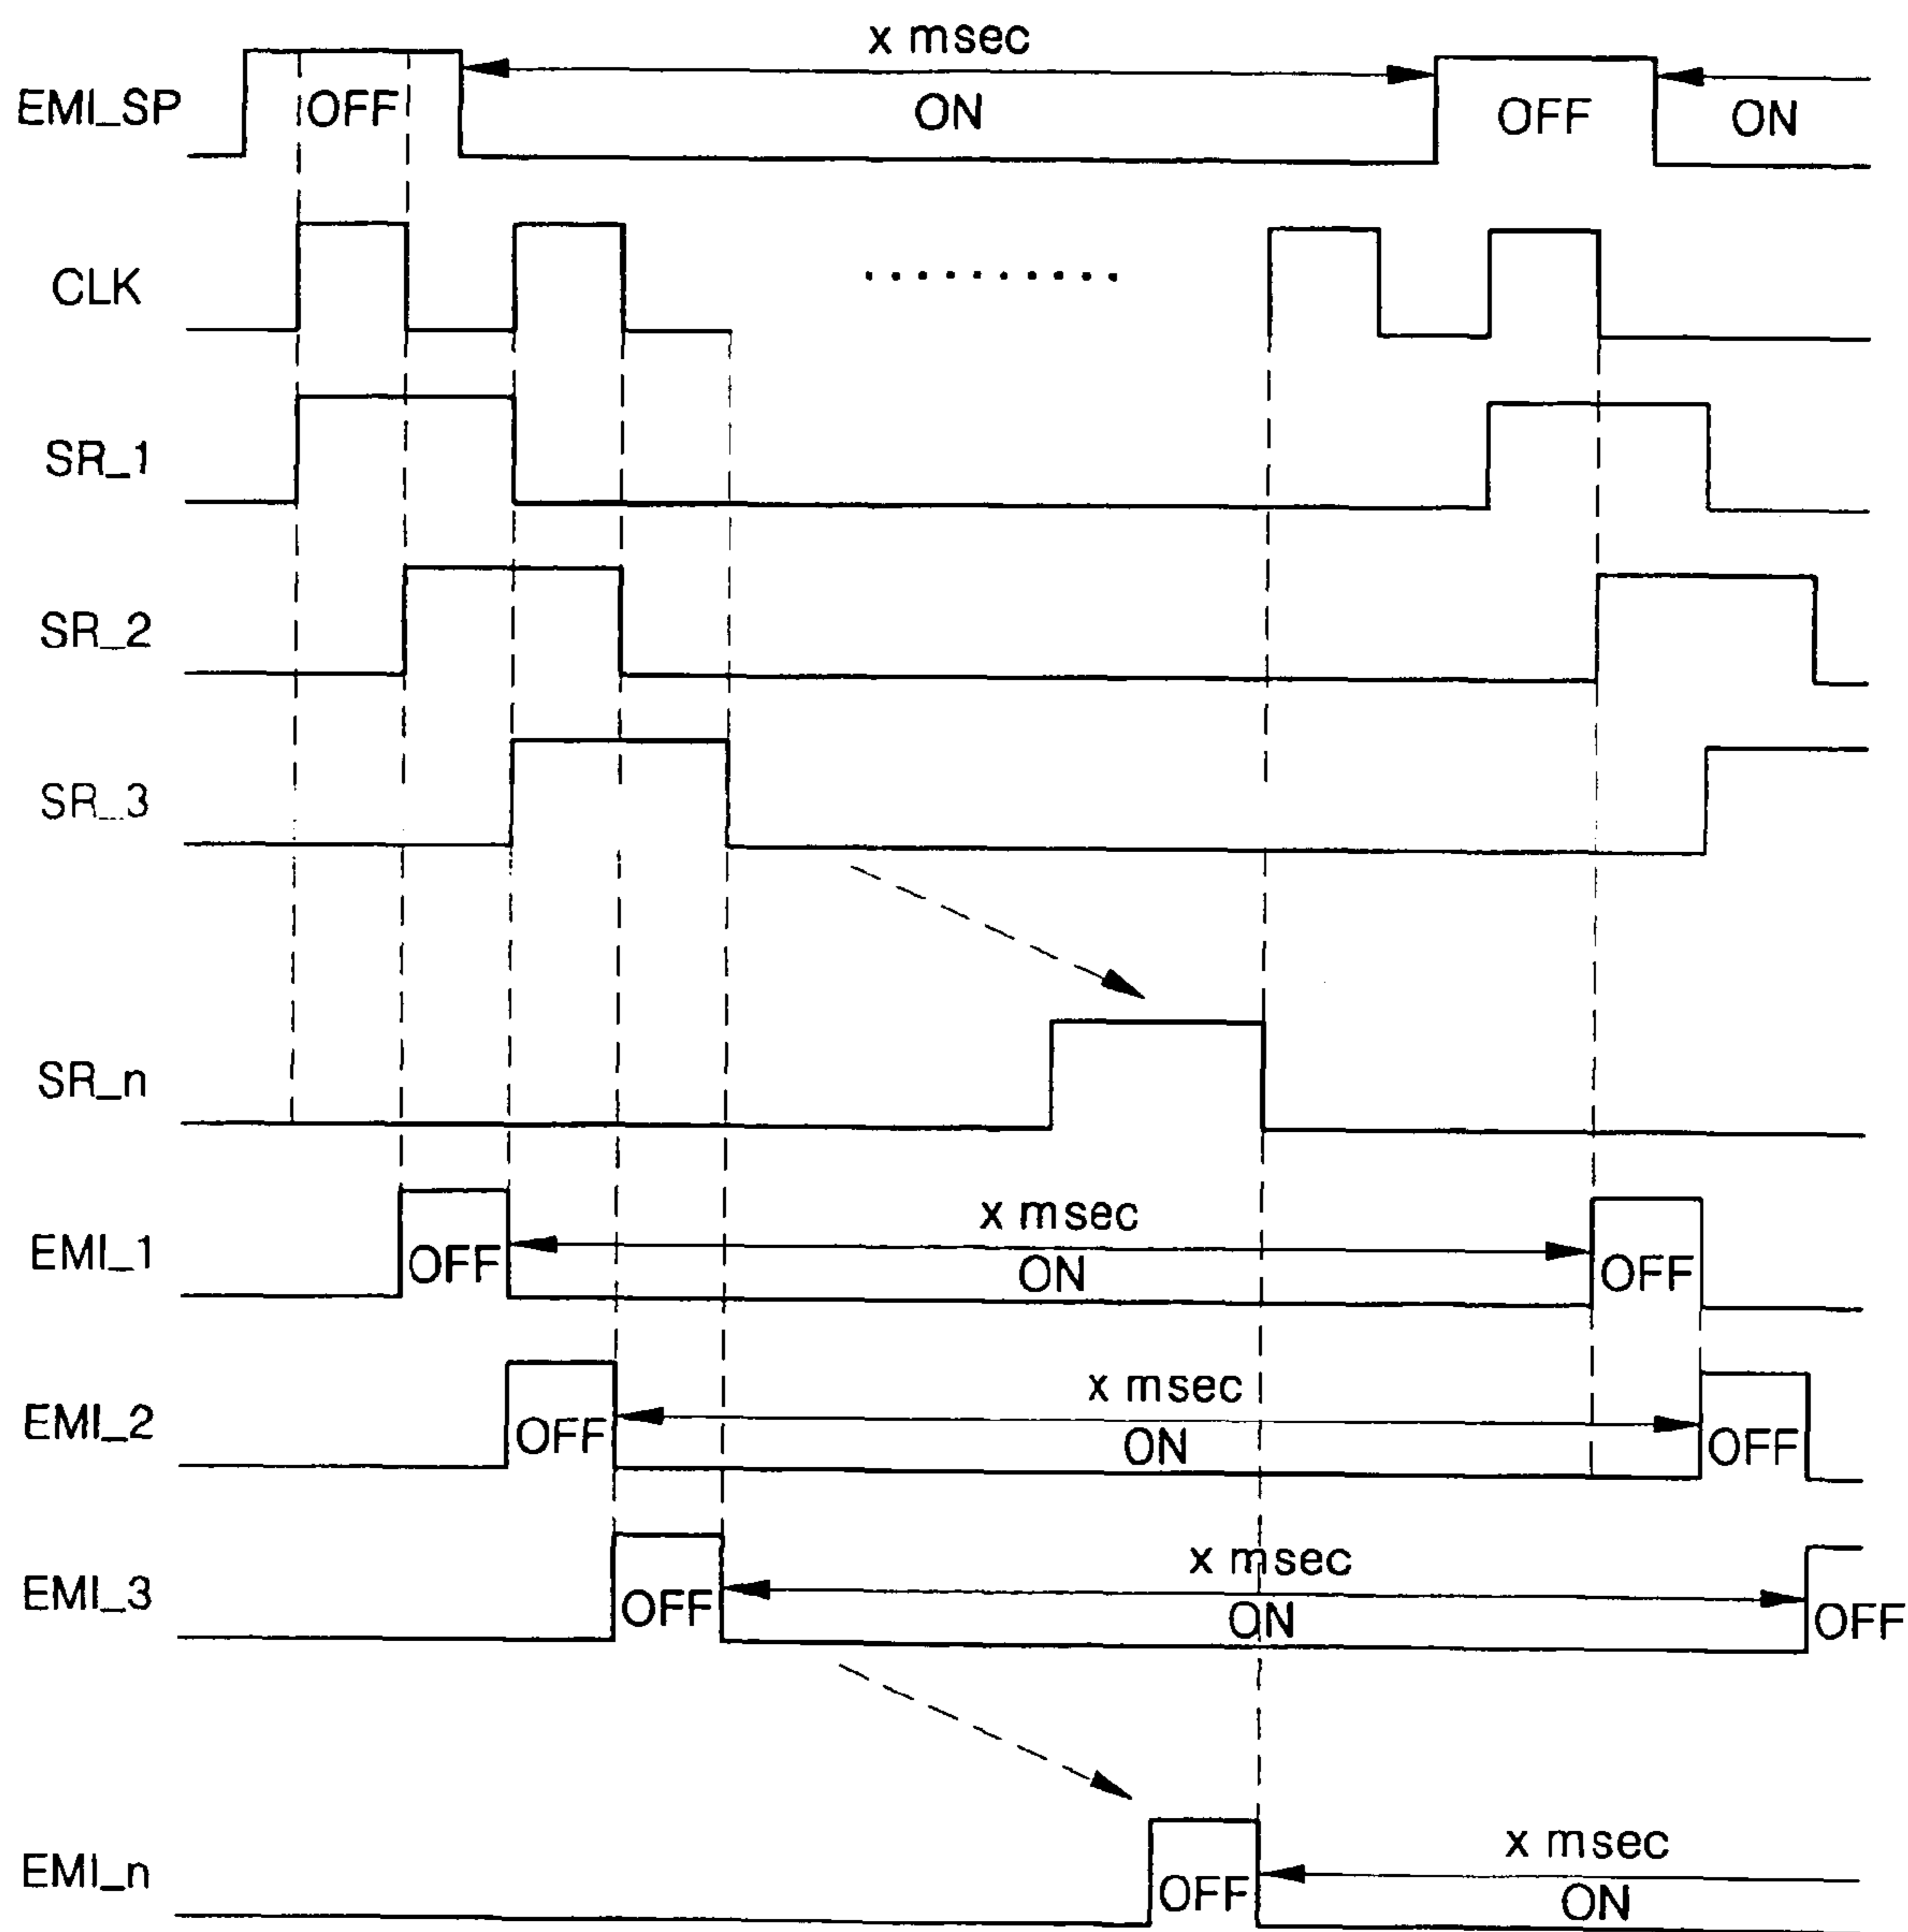 x msec
EMI_SP OFF ON OFF ON
CLK
SR_1
SR_2
SR_3
SR_n
x msec
EMI_1 OFF ON OFF
x msec
EMI_2 OFF ON OFF
x msec
EMI_3 OFF ON OFF
x msec
EMI_n OFF ON